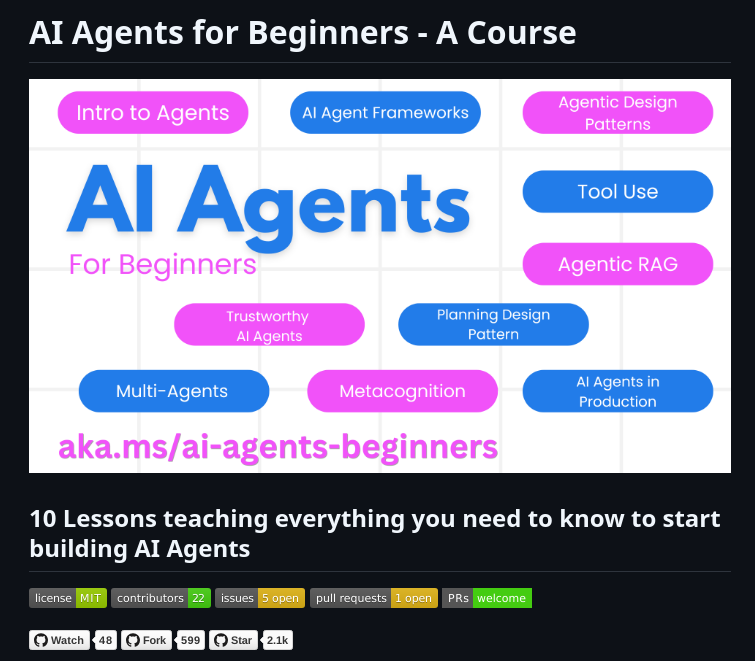 AI Agents for Beginners - A Course
Intro to Agents
AI Agent Frameworks
Agentic Design
Patterns
AI Agents
For Beginners
Tool Use
Agentic RAG
Trustworthy
AI Agents
Planning Design
Pattern
Multi-Agents
Metacognition
AI Agents in
Production
aka.ms/ai-agents-beginners
10 Lessons teaching everything you need to know to start
building AI Agents
license MIT contributors 22 issues 5 open pull requests 1 open PRs welcome
Watch 48 Fork 599 Star 2.1k